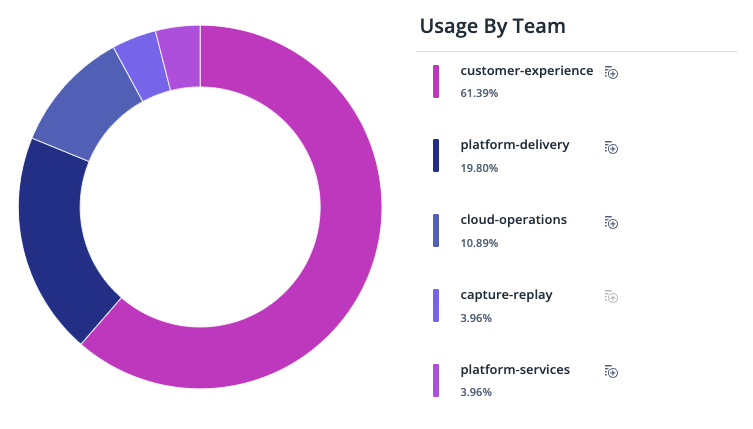 Usage By Team
customer-experience
61.39%
platform-delivery
19.80%
cloud-operations
10.89%
capture-replay
3.96%
platform-services
3.96%